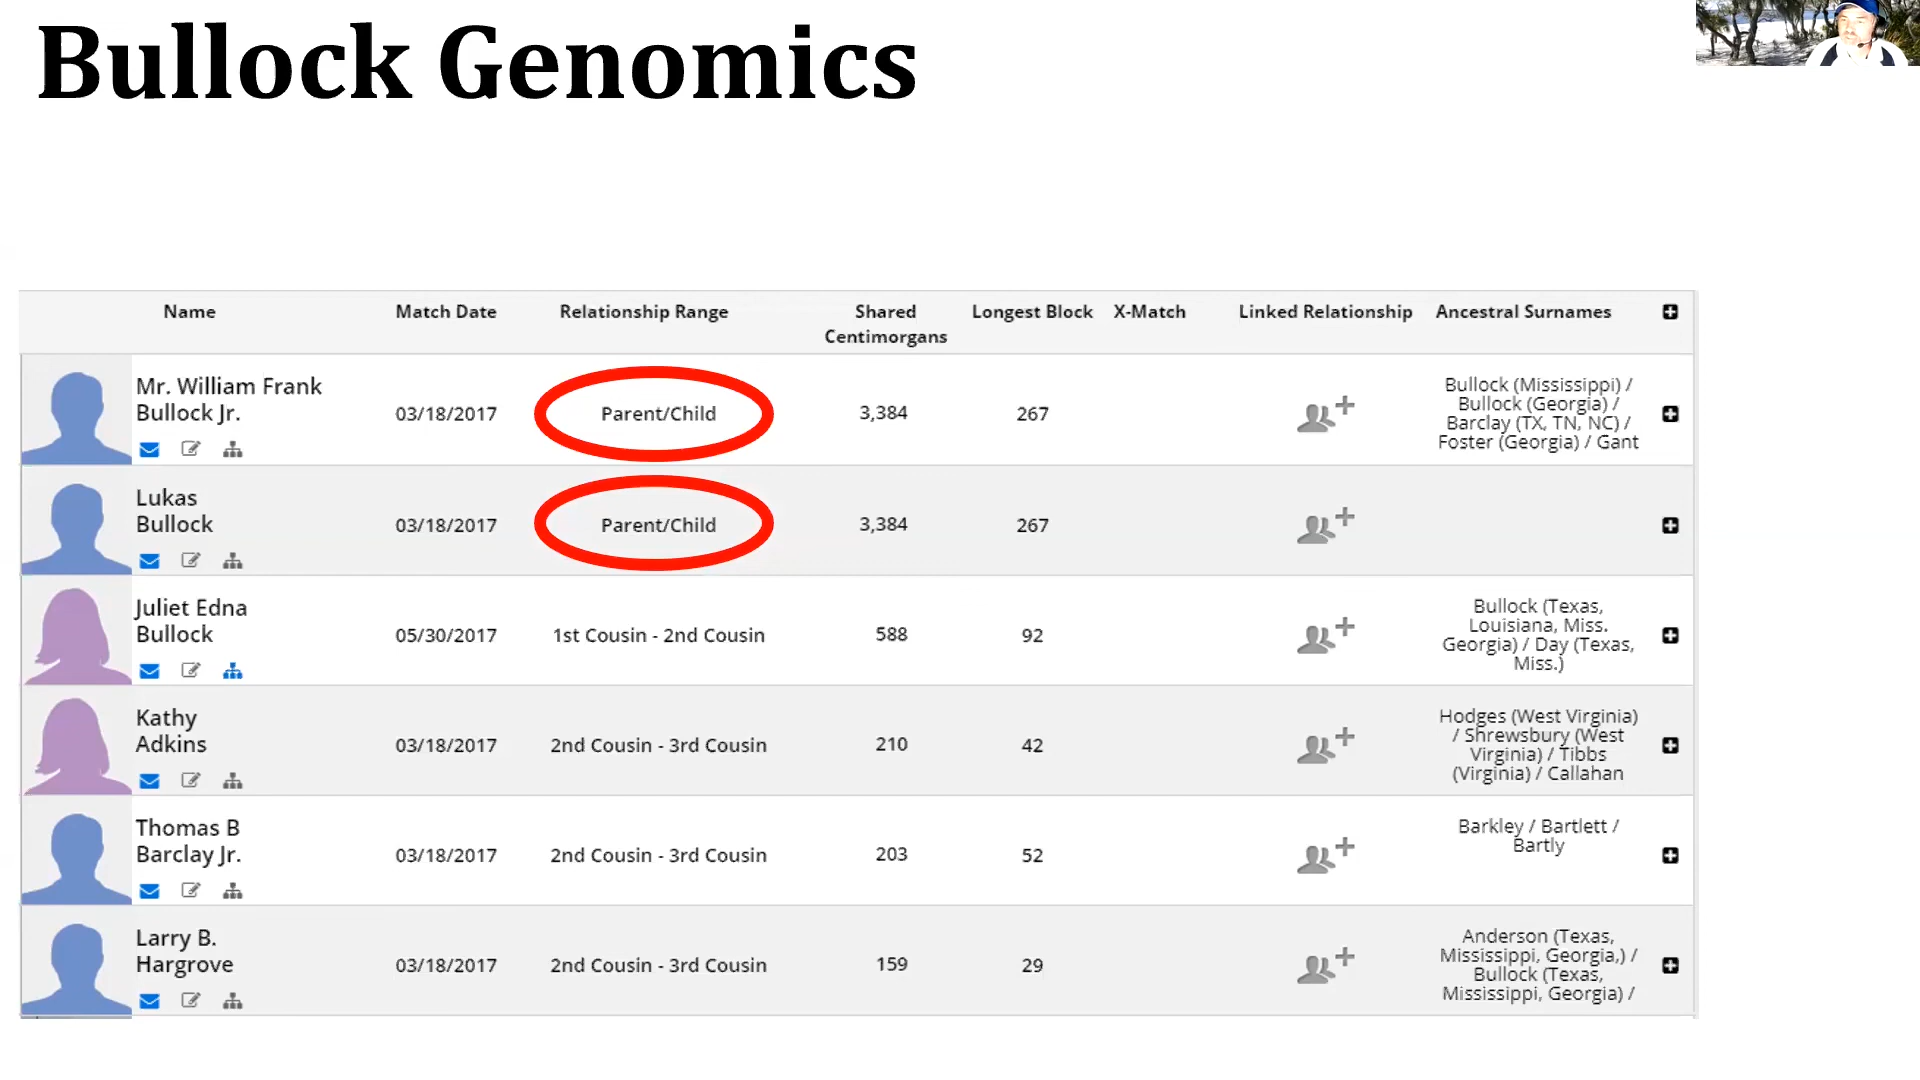 Bullock Genomics
Name Match Date Relationship Range Shared Centimorgans Longest Block X-Match Linked Relationship Ancestral Surnames
Mr. William Frank
Bullock Jr.
03/18/2017 Parent/Child 3,384 267
Bullock (Mississippi) /
Bullock (Georgia) /
Barclay (TX, TN, NC) /
Foster (Georgia) / Gant
Lukas
Bullock
03/18/2017 Parent/Child 3,384 267
Juliet Edna
Bullock
05/30/2017 1st Cousin - 2nd Cousin 588 92
Bullock (Texas,
Louisiana, Miss.
Georgia) / Day (Texas,
Miss.)
Kathy
Adkins
03/18/2017 2nd Cousin - 3rd Cousin 210 42
Hodges (West Virginia)
/ Shrewsbury (West
Virginia) / Tibbs
(Virginia) / Callahan
Thomas B
Barclay Jr.
03/18/2017 2nd Cousin - 3rd Cousin 203 52
Barkley / Bartlett /
Bartly
Larry B.
Hargrove
03/18/2017 2nd Cousin - 3rd Cousin 159 29
Anderson (Texas,
Mississippi, Georgia,) /
Bullock (Texas,
Mississippi, Georgia) /